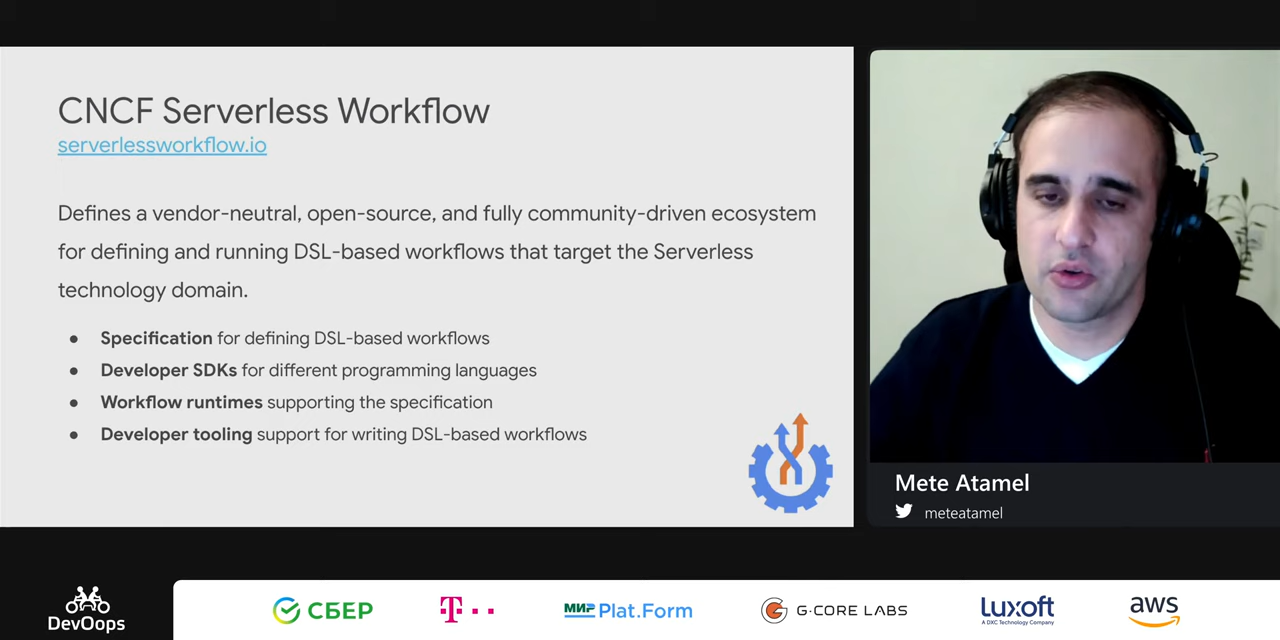 CNCF Serverless Workflow
serverlessworkflow.io
Defines a vendor-neutral, open-source, and fully community-driven ecosystem
for defining and running DSL-based workflows that target the Serverless
technology domain.
● Specification for defining DSL-based workflows
● Developer SDKs for different programming languages
● Workflow runtimes supporting the specification
● Developer tooling support for writing DSL-based workflows
Mete Atamel
meteatamel
DevOops
СБЕР
T
МИР Plat.Form
G·CORE LABS
luxoft
A DXC Technology Company
aws